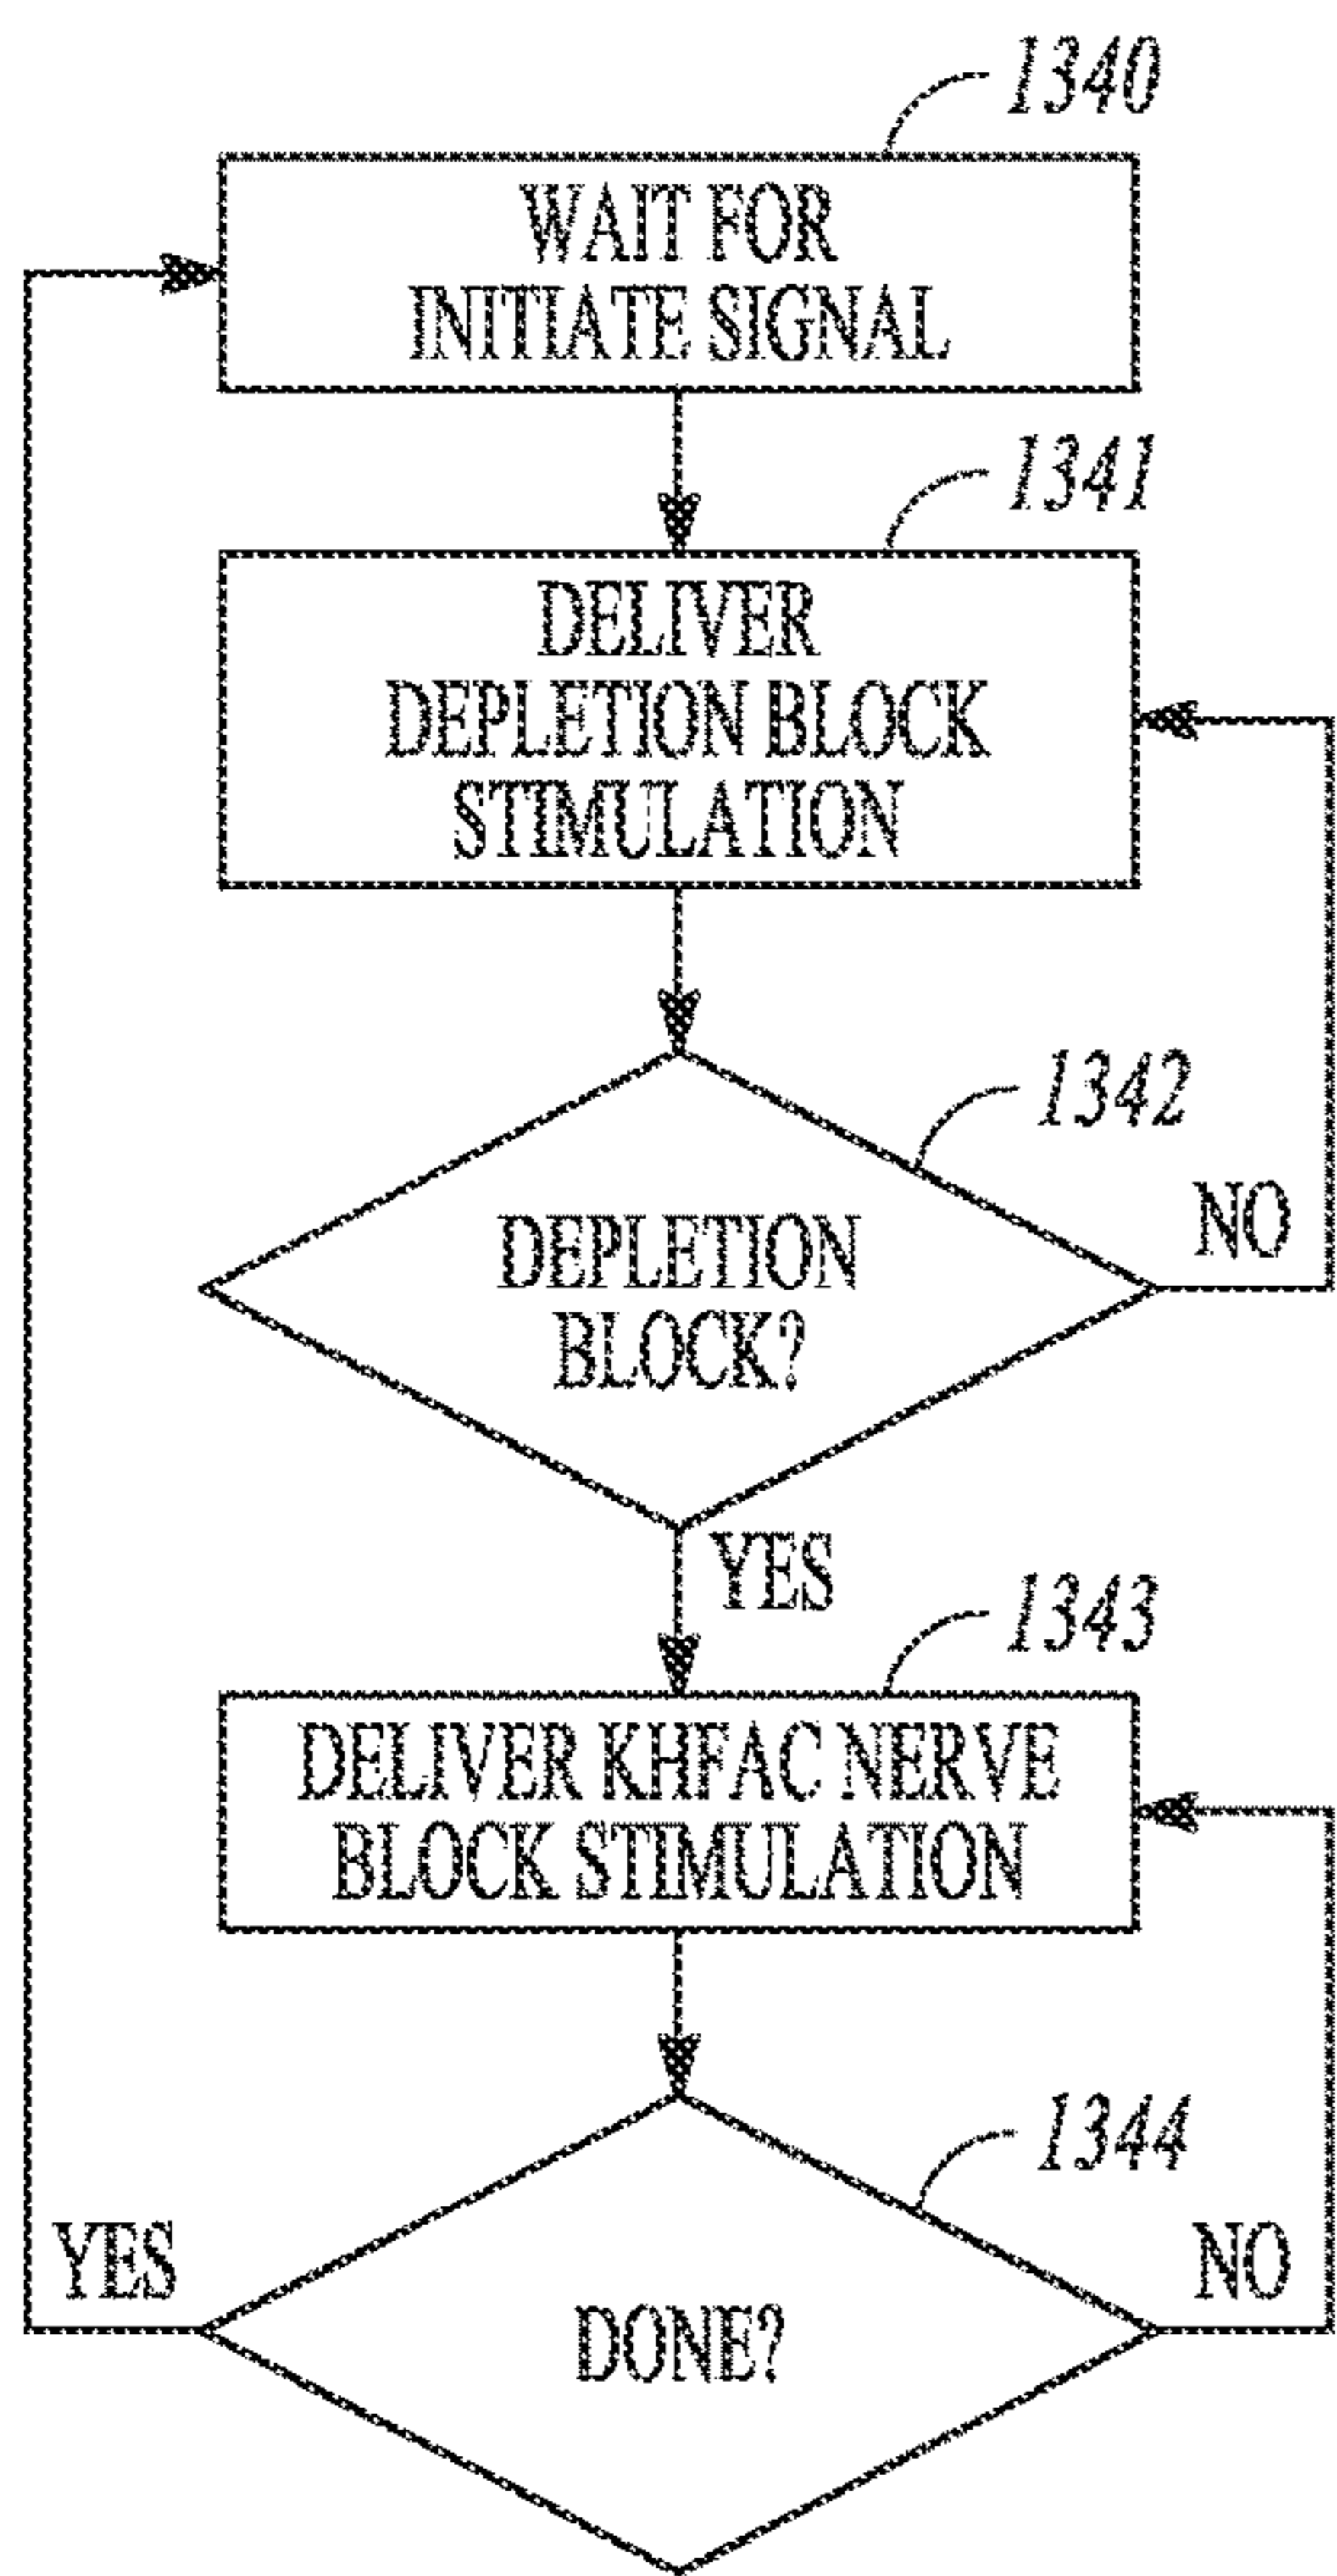 1340
WAIT FOR
INITIATE SIGNAL
1341
DELIVER
DEPLETION BLOCK
STIMULATION
1342
DEPLETION
BLOCK?
NO
YES
1343
DELIVER KHFAC NERVE
BLOCK STIMULATION
1344
YES
DONE?
NO